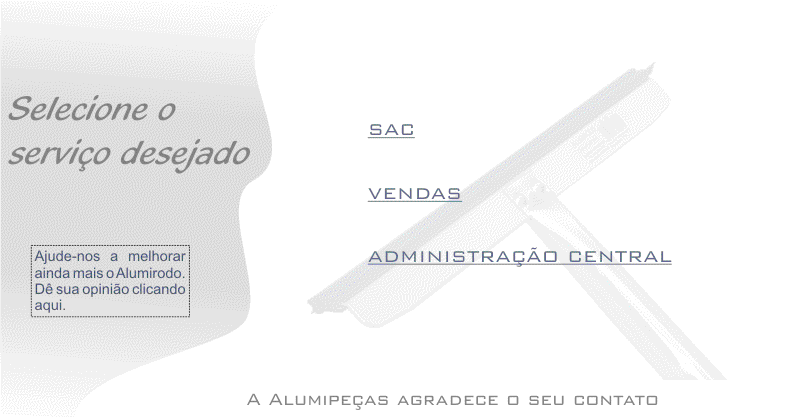 Selecione o
serviço desejado
SAC
VENDAS
ADMINISTRAÇÃO CENTRAL
Ajude-nos a melhorar
ainda mais o Alumirodo.
Dê sua opinião clicando
aqui.
A Alumipeças agradece o seu contato